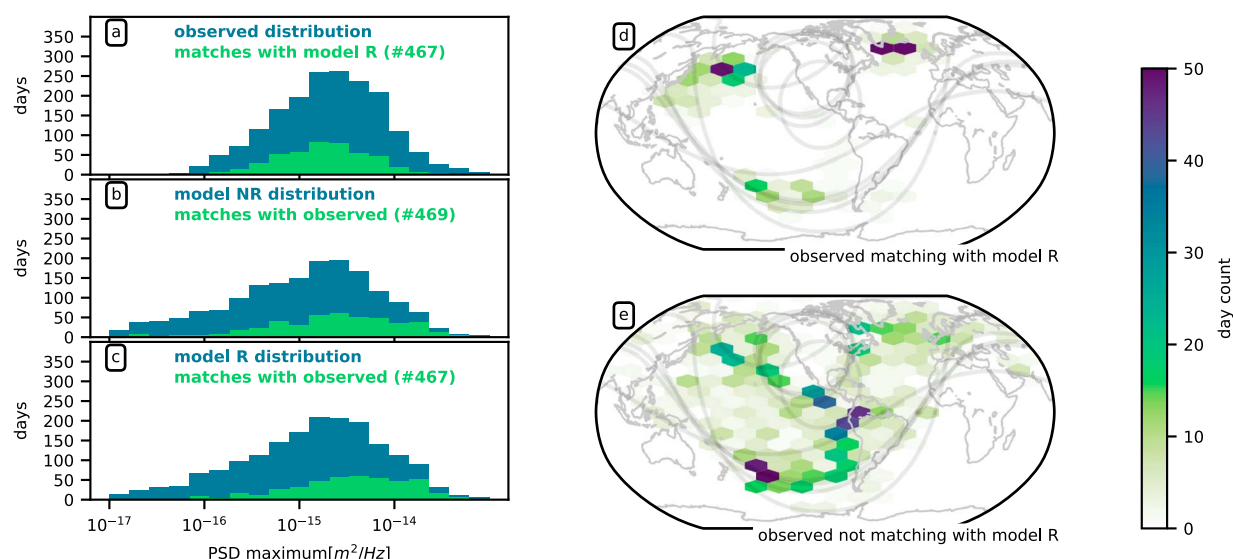 a
observed distribution
matches with model R (#467)
350
300
250
200
150
100
50
0
days
b
model NR distribution
matches with observed (#469)
350
300
250
200
150
100
50
0
days
c
model R distribution
matches with observed (#467)
350
300
250
200
150
100
50
0
days
10⁻¹⁷ 10⁻¹⁶ 10⁻¹⁵ 10⁻¹⁴
PSD maximum[m²/Hz]
d
observed matching with model R
e
observed not matching with model R
50
40
30
20
10
0
day count